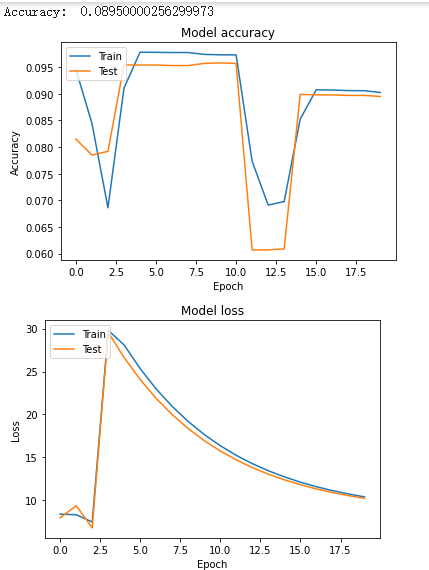 Accuracy: 0.08950000256299973
Model accuracy
Train
Test
0.095
0.090
0.085
0.080
0.075
0.070
0.065
0.060
Accuracy
0.0 2.5 5.0 7.5 10.0 12.5 15.0 17.5
Epoch
Model loss
Train
Test
30
25
20
15
10
Loss
0.0 2.5 5.0 7.5 10.0 12.5 15.0 17.5
Epoch